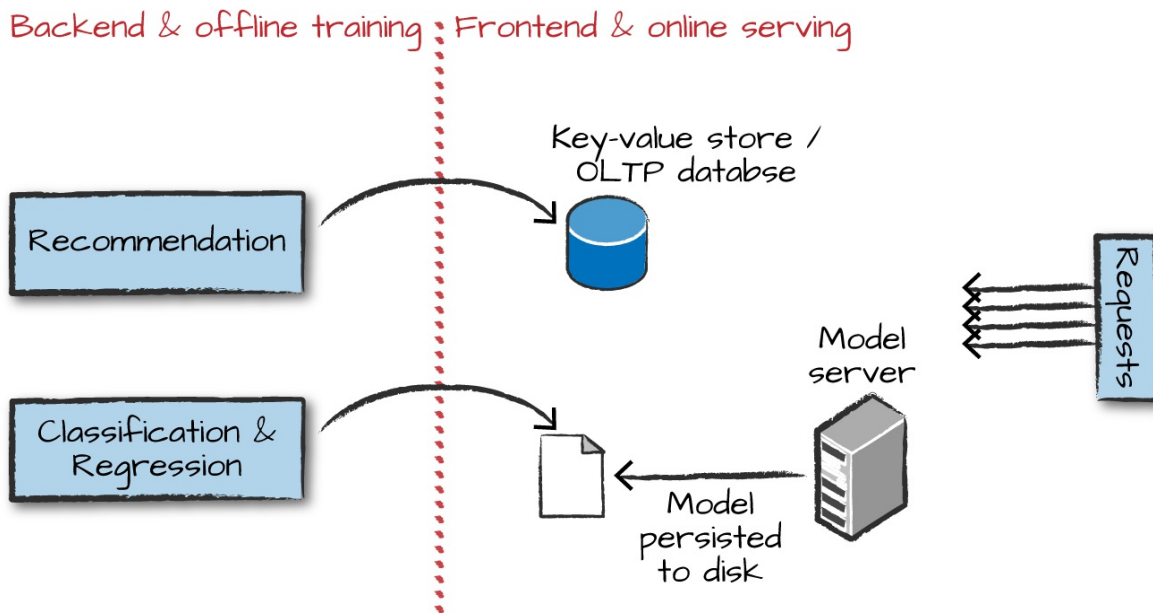 Backend & offline training
Frontend & online serving
Key-value store /
OLTP databse
Recommendation
Requests
Model
server
Classification &
Regression
Model
persisted
to disk